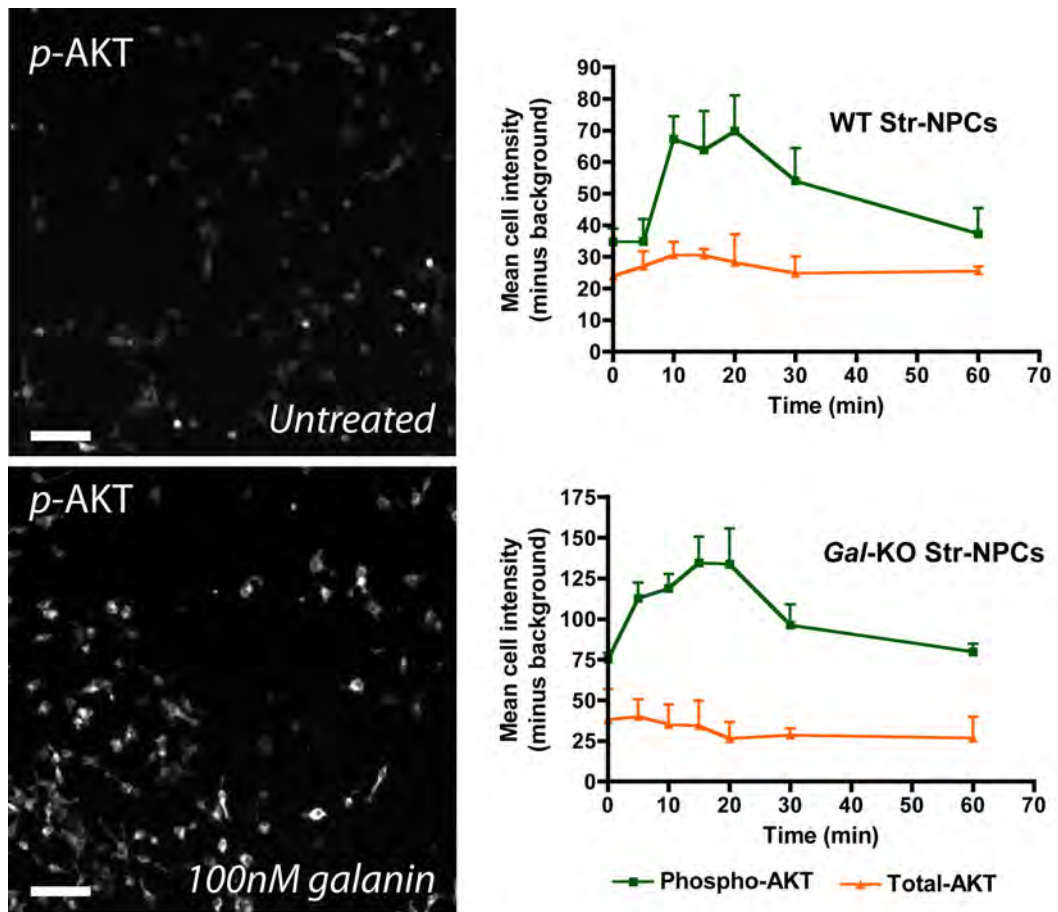 p-AKT
Untreated
p-AKT
100nM galanin
WT Str-NPCs
Mean cell intensity
(minus background)
90
80
70
60
50
40
30
20
10
0
0 10 20 30 40 50 60 70
Time (min)
Gal-KO Str-NPCs
Mean cell intensity
(minus background)
175
150
125
100
75
50
25
0
0 10 20 30 40 50 60 70
Time (min)
Phospho-AKT Total-AKT